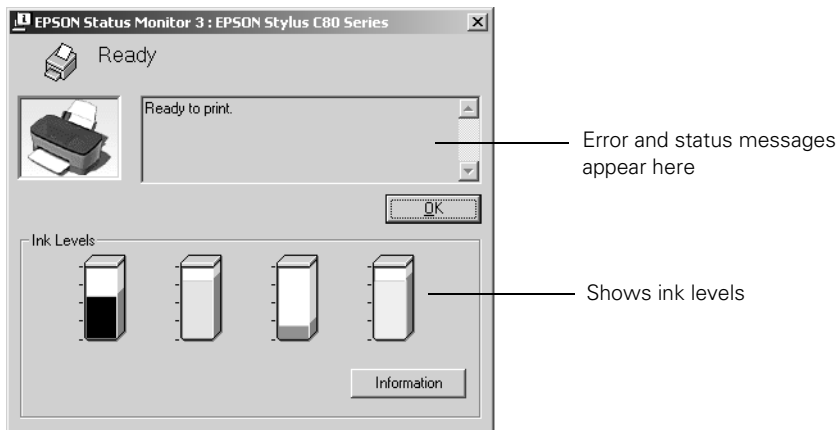 EPSON Status Monitor 3 : EPSON Stylus C80 Series
Ready
Ready to print.
Error and status messages
appear here
OK
Ink Levels
Shows ink levels
Information